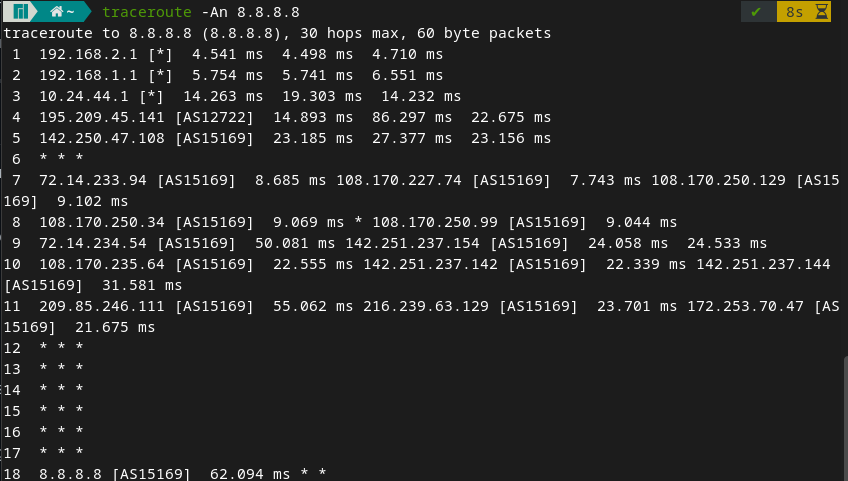 ~ traceroute -An 8.8.8.8 ✔ 8s
traceroute to 8.8.8.8 (8.8.8.8), 30 hops max, 60 byte packets
1 192.168.2.1 [*] 4.541 ms 4.498 ms 4.710 ms
2 192.168.1.1 [*] 5.754 ms 5.741 ms 6.551 ms
3 10.24.44.1 [*] 14.263 ms 19.303 ms 14.232 ms
4 195.209.45.141 [AS12722] 14.893 ms 86.297 ms 22.675 ms
5 142.250.47.108 [AS15169] 23.185 ms 27.377 ms 23.156 ms
6 * * *
7 72.14.233.94 [AS15169] 8.685 ms 108.170.227.74 [AS15169] 7.743 ms 108.170.250.129 [AS15
169] 9.102 ms
8 108.170.250.34 [AS15169] 9.069 ms * 108.170.250.99 [AS15169] 9.044 ms
9 72.14.234.54 [AS15169] 50.081 ms 142.251.237.154 [AS15169] 24.058 ms 24.533 ms
10 108.170.235.64 [AS15169] 22.555 ms 142.251.237.142 [AS15169] 22.339 ms 142.251.237.144
[AS15169] 31.581 ms
11 209.85.246.111 [AS15169] 55.062 ms 216.239.63.129 [AS15169] 23.701 ms 172.253.70.47 [AS
15169] 21.675 ms
12 * * *
13 * * *
14 * * *
15 * * *
16 * * *
17 * * *
18 8.8.8.8 [AS15169] 62.094 ms * *